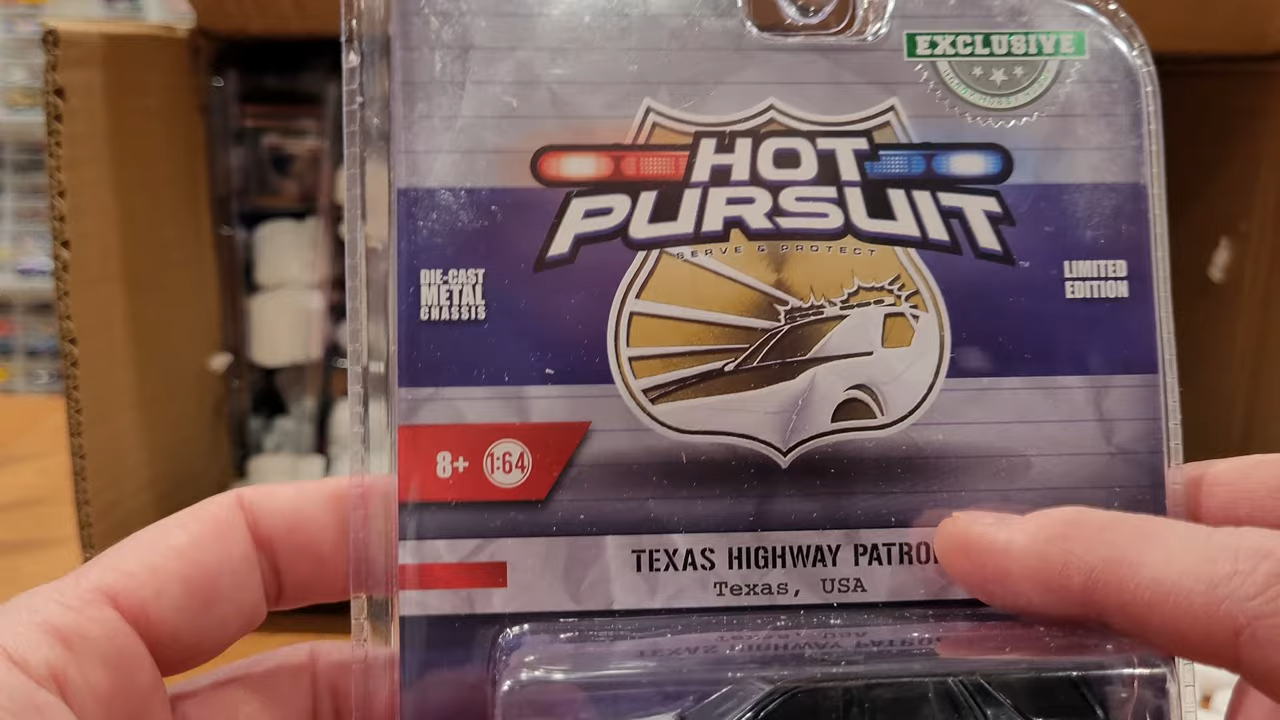 EXCLUSIVE
HOT
PURSUIT
SERVE & PROTECT
DIE-CAST
METAL
CHASSIS
LIMITED
EDITION
8+ 1:64
TEXAS HIGHWAY PATRO
Texas, USA